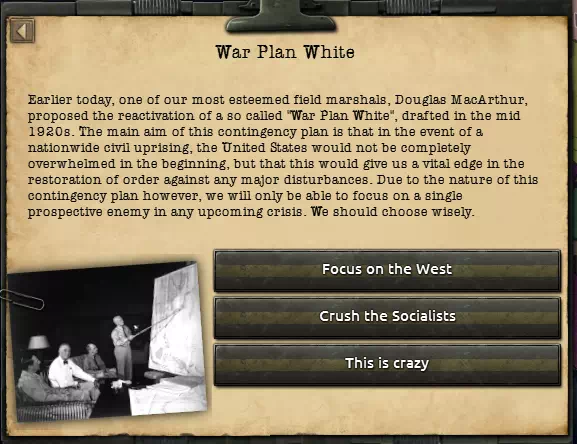 War Plan White
Earlier today, one of our most esteemed field marshals, Douglas MacArthur,
proposed the reactivation of a so called "War Plan White", drafted in the mid
1920s. The main aim of this contingency plan is that in the event of a
nationwide civil uprising, the United States would not be completely
overwhelmed in the beginning, but that this would give us a vital edge in the
restoration of order against any major disturbances. Due to the nature of this
contingency plan however, we will only be able to focus on a single
prospective enemy in any upcoming crisis. We should choose wisely.
Focus on the West
Crush the Socialists
This is crazy